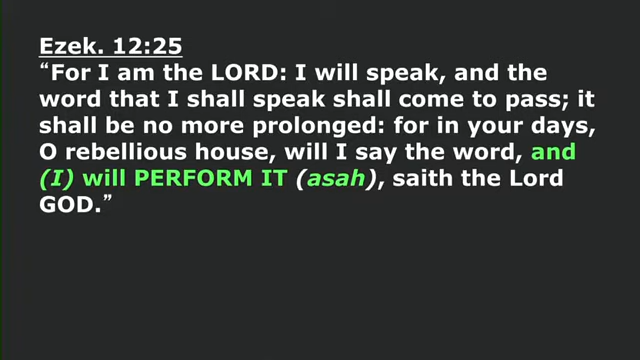 Ezek. 12:25
“For I am the LORD: I will speak, and the
word that I shall speak shall come to pass; it
shall be no more prolonged: for in your days,
O rebellious house, will I say the word, and
(I) will PERFORM IT (asah), saith the Lord
GOD.”